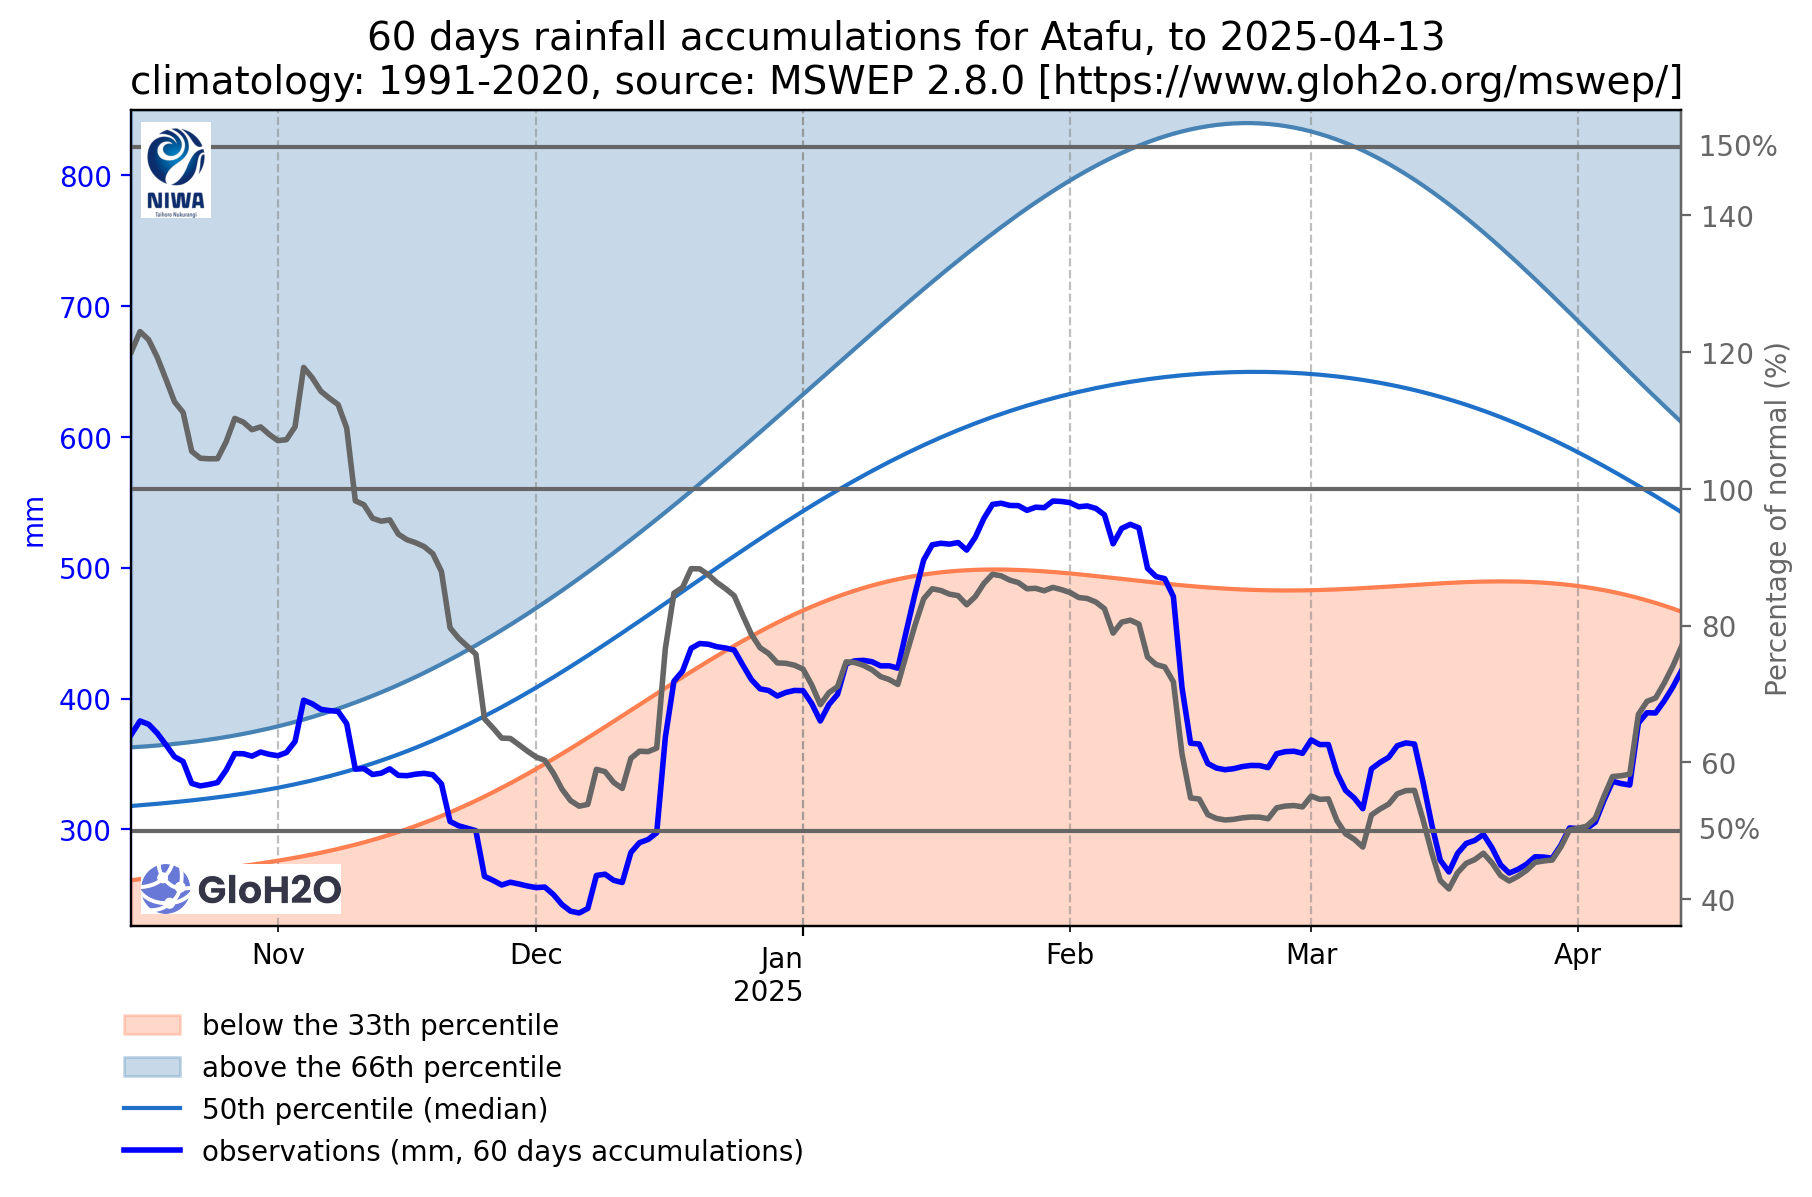 60 days rainfall accumulations for Atafu, to 2025-04-13
climatology: 1991-2020, source: MSWEP 2.8.0 [https://www.gloh2o.org/mswep/]
NIWA
Taihoro Nukurangi
800
700
600
500
400
300
mm
150%
140
120
100
80
60
50%
40
Percentage of normal (%)
GloH2O
Nov
Dec
Jan
2025
Feb
Mar
Apr
below the 33th percentile
above the 66th percentile
50th percentile (median)
observations (mm, 60 days accumulations)